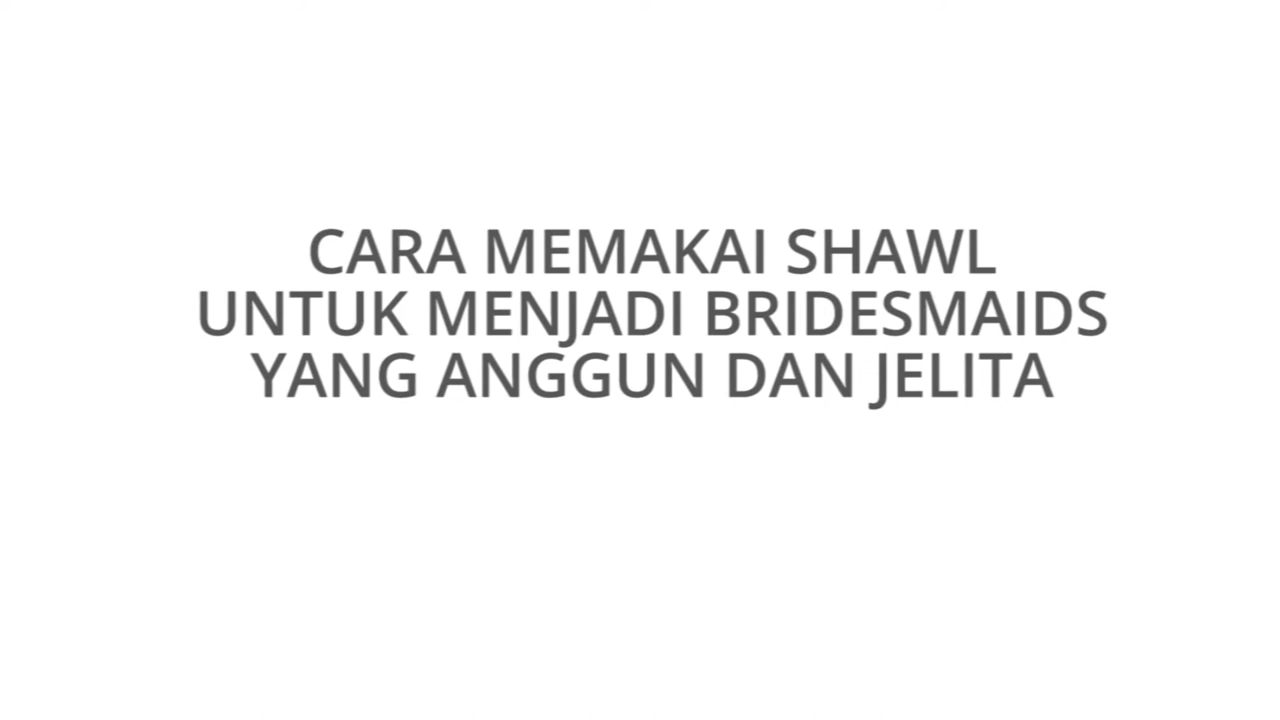 CARA MEMAKAI SHAWL
UNTUK MENJADI BRIDESMAIDS
YANG ANGGUN DAN JELITA